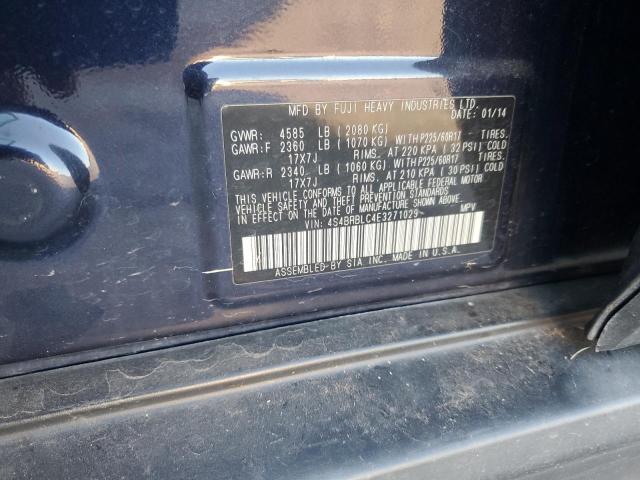 MFD BY FUJI HEAVY INDUSTRIES LTD.
DATE: 01/14
GVWR: 4585 LB ( 2080 KG)
GAWR:F 2360 LB ( 1070 KG) WITH P225/60R17 TIRES.
17X7J RIMS. AT 220 KPA ( 32 PSI) COLD
GAWR:R 2340 LB ( 1060 KG) WITH P225/60R17 TIRES.
17X7J RIMS. AT 210 KPA ( 30 PSI) COLD
THIS VEHICLE CONFORMS TO ALL APPLICABLE FEDERAL MOTOR
VEHICLE SAFETY AND THEFT PREVENTION STANDARDS IN EFFECT
ON THE DATE OF MANUFACTURE SHOWN ABOVE.
VIN: 4S4BRBLC4E3271029 MPV
ASSEMBLED BY SIA INC. MADE IN U.S.A.